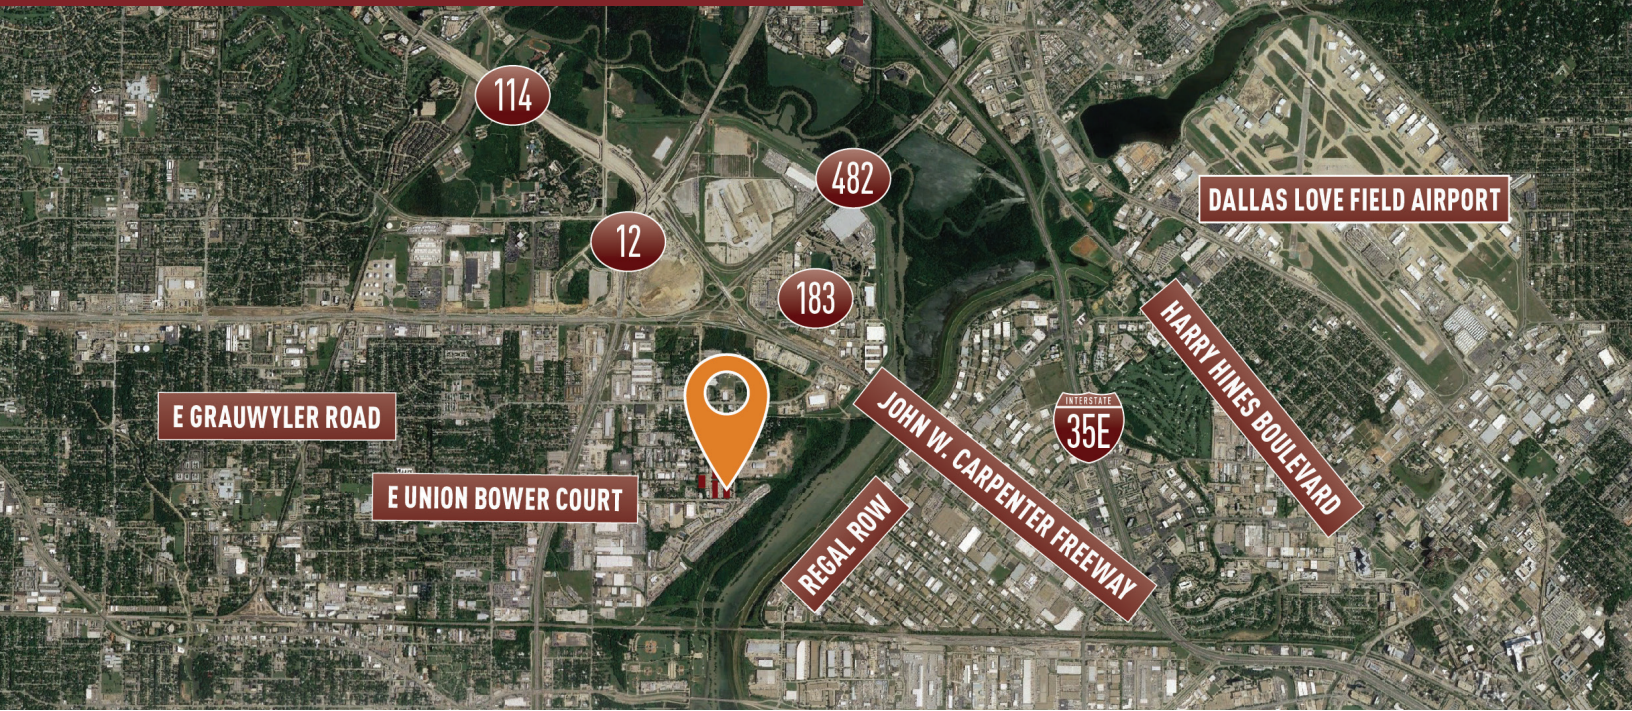 114
482
DALLAS LOVE FIELD AIRPORT
12
183
HARRY HINES BOULEVARD
E GRAUWYLER ROAD
JOHN W. CARPENTER FREEWAY
INTERSTATE
35E
E UNION BOWER COURT
REGAL ROW